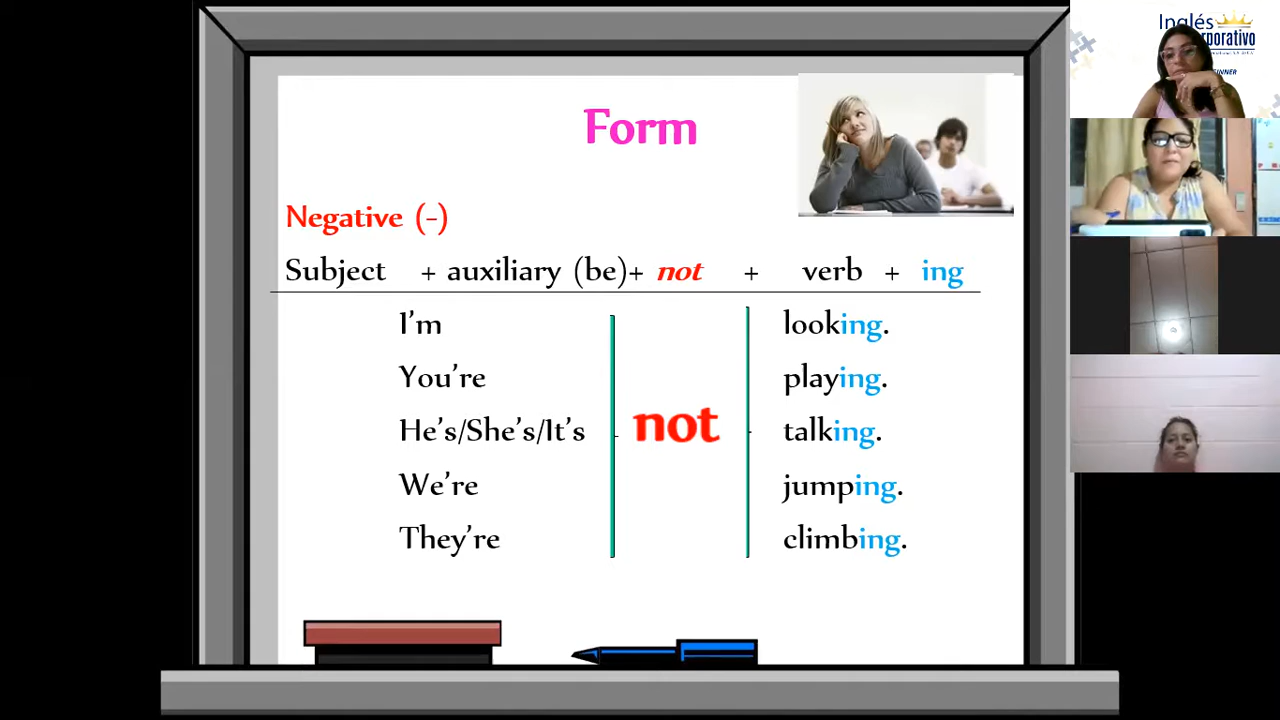 Form
Negative (-)
Subject + auxiliary (be)+ not + verb + ing
I'm looking.
You're playing.
He's/She's/It's not talking.
We're jumping.
They're climbing.
Inglés